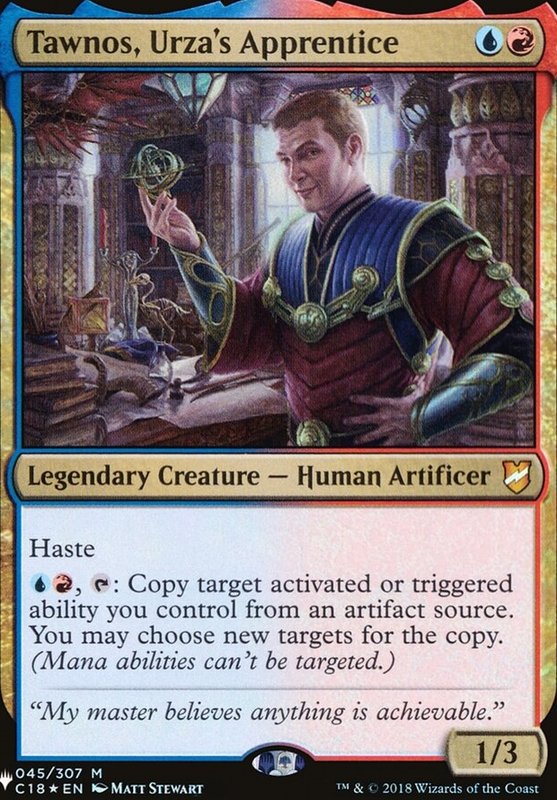 Tawnos, Urza's Apprentice
Legendary Creature — Human Artificer
Haste
, : Copy target activated or triggered
ability you control from an artifact source.
You may choose new targets for the copy.
(Mana abilities can't be targeted.)
“My master believes anything is achievable.”
1/3
045/307 M
C18★EN Matt Stewart
™ & © 2018 Wizards of the Coast